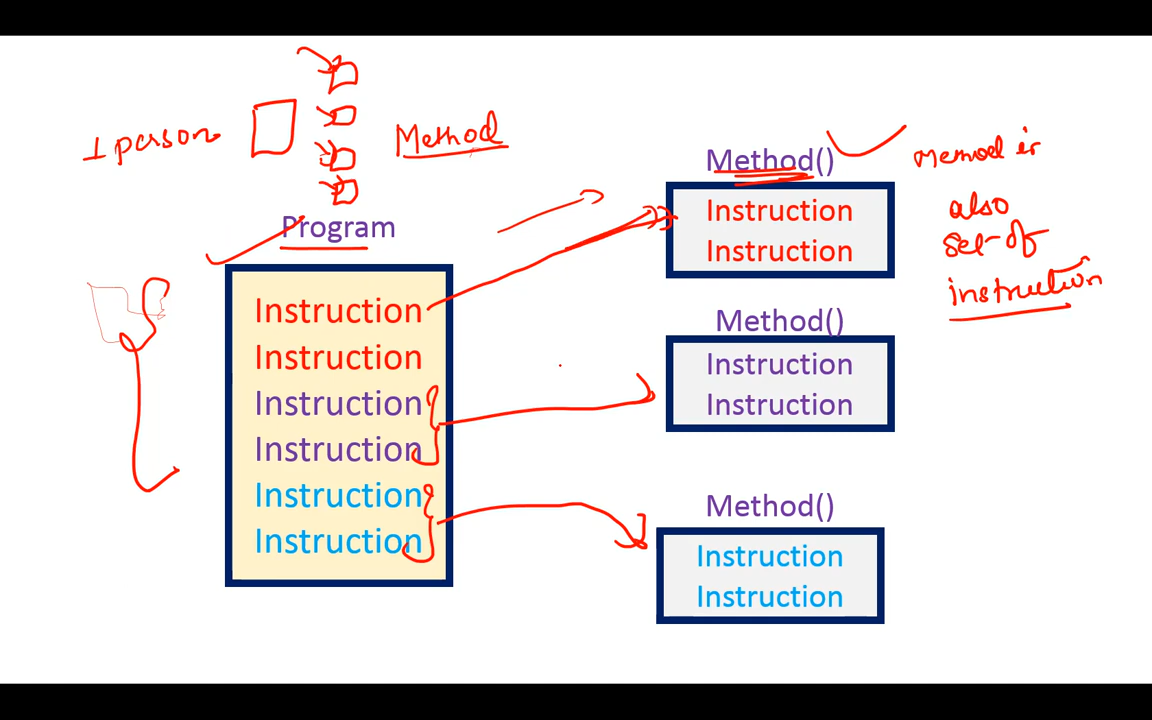 1 person
Method
Program
Instruction
Instruction
Instruction
Instruction
Instruction
Instruction
Method()
Instruction
Instruction
Method()
Instruction
Instruction
Method()
Instruction
Instruction
Method is
also
set of
instruction